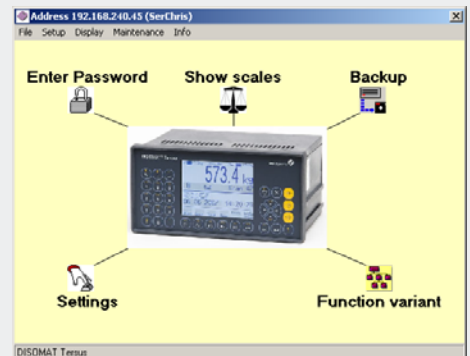 Address 192.168.240.45 (SerChris)
File Setup Display Maintenance Info
Enter Password
Show scales
Backup
573.4 kg
Settings
Function variant
DISOMAT Tersus